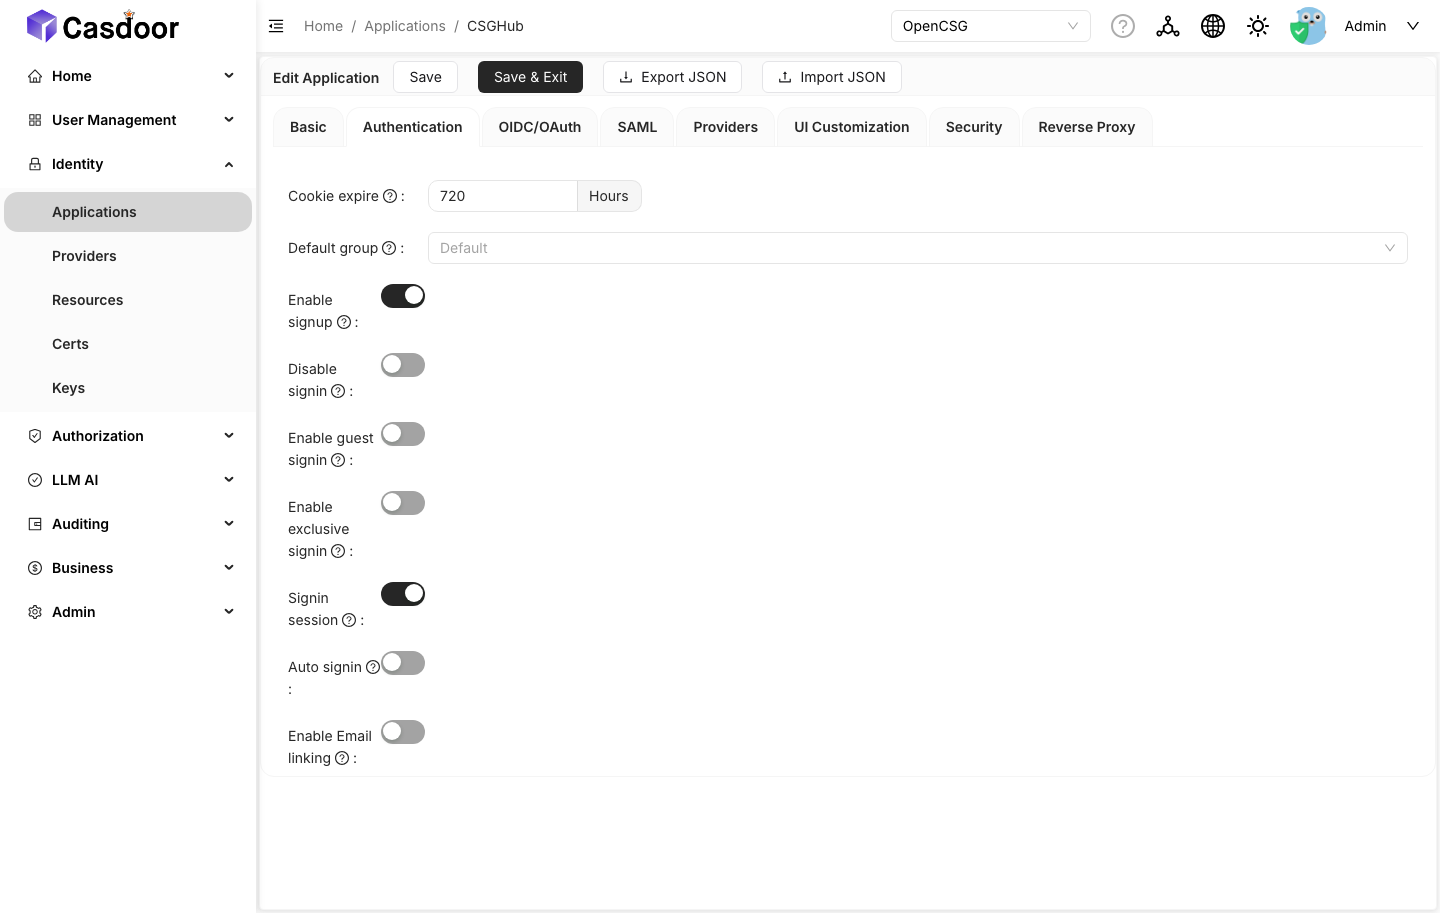 Casdoor
Home / Applications / CSGHub
OpenCSG
Admin
Home
User Management
Identity
Applications
Providers
Resources
Certs
Keys
Authorization
LLM AI
Auditing
Business
Admin
Edit Application
Save
Save & Exit
Export JSON
Import JSON
Basic
Authentication
OIDC/OAuth
SAML
Providers
UI Customization
Security
Reverse Proxy
Cookie expire :
720
Hours
Default group :
Default
Enable
signup :
Disable
signin :
Enable guest
signin :
Enable
exclusive
signin :
Signin
session :
Auto signin
:
Enable Email
linking :